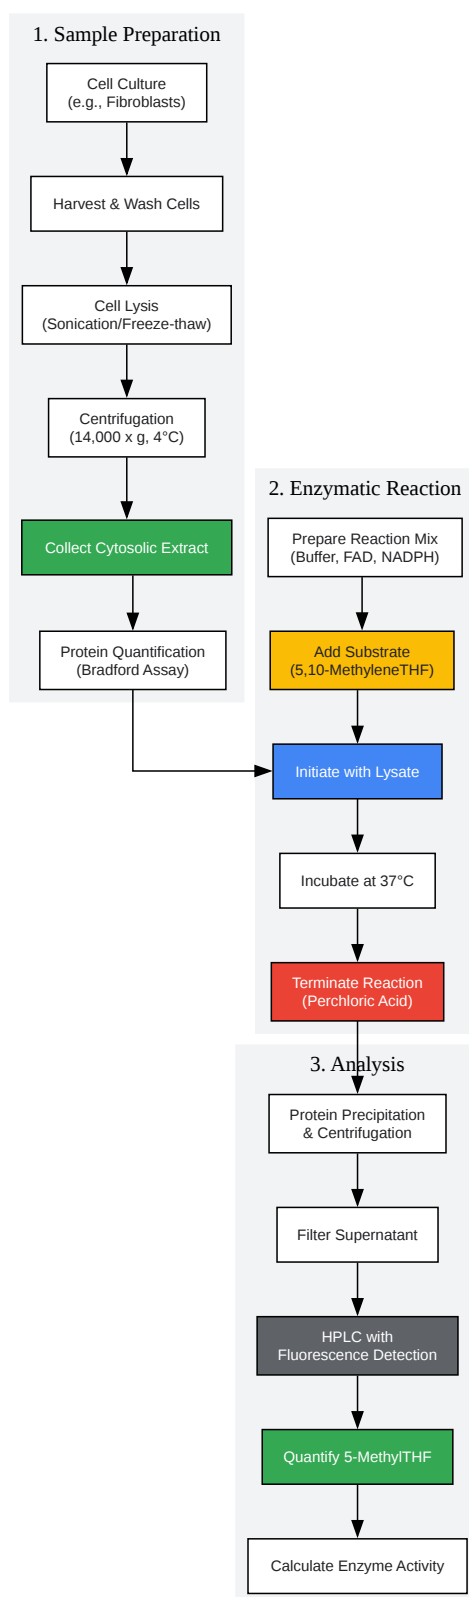 1. Sample Preparation
Cell Culture
(e.g., Fibroblasts)
Harvest & Wash Cells
Cell Lysis
(Sonication/Freeze-thaw)
Centrifugation
(14,000 x g, 4°C)
Collect Cytosolic Extract
Protein Quantification
(Bradford Assay)
2. Enzymatic Reaction
Prepare Reaction Mix
(Buffer, FAD, NADPH)
Add Substrate
(5,10-MethyleneTHF)
Initiate with Lysate
Incubate at 37°C
Terminate Reaction
(Perchloric Acid)
3. Analysis
Protein Precipitation
& Centrifugation
Filter Supernatant
HPLC with
Fluorescence Detection
Quantify 5-MethylTHF
Calculate Enzyme Activity